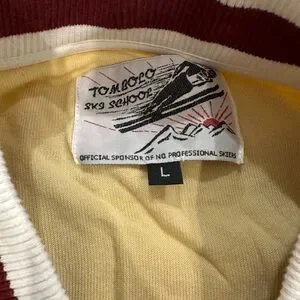 TOMBOLO
SKI SCHOOL
OFFICIAL SPONSOR OF NO PROFESSIONAL SKIERS
L